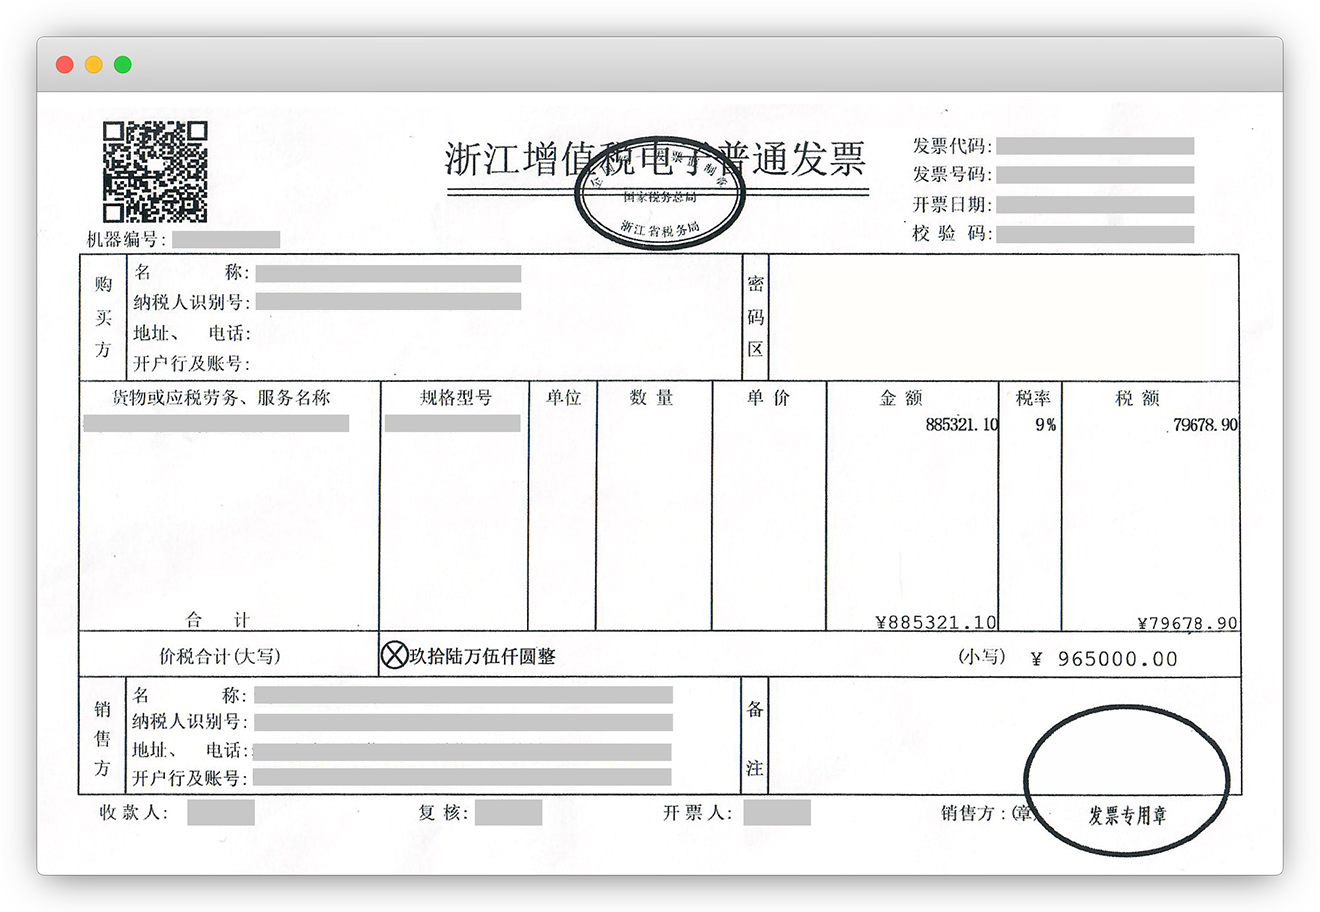 浙江增值税电子普通发票
国家税务总局
浙江省税务局
发票代码:
发票号码:
开票日期:
校 验 码:
机器编号:
购买方
名 称:
纳税人识别号:
地址、 电话:
开户行及账号:
密码区
货物或应税劳务、服务名称 规格型号 单位 数 量 单 价 金 额 税率 税 额
885321.10 9% 79678.90
合 计 ¥885321.10 ¥79678.90
价税合计(大写) 玖拾陆万伍仟圆整 (小写) ¥ 965000.00
销售方
名 称:
纳税人识别号:
地址、 电话:
开户行及账号:
备注
收款人: 复核: 开票人: 销售方:(章)
发票专用章